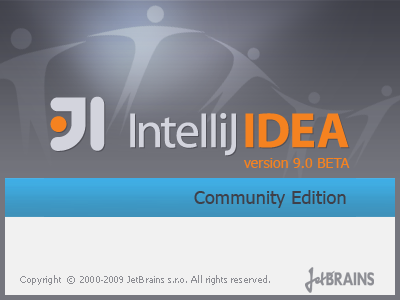 IntelliJ IDEA
version 9.0 BETA
Community Edition
Copyright © 2000-2009 JetBrains s.r.o. All rights reserved.
JetBRAINS